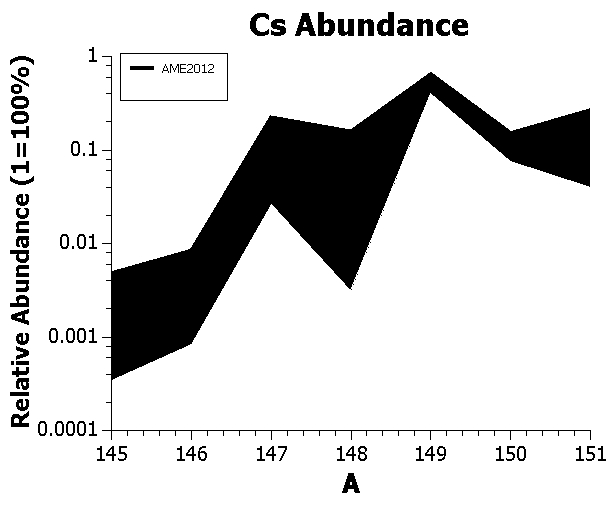 Cs Abundance
AME2012
Relative Abundance (1=100%)
1
0.1
0.01
0.001
0.0001
145 146 147 148 149 150 151
A